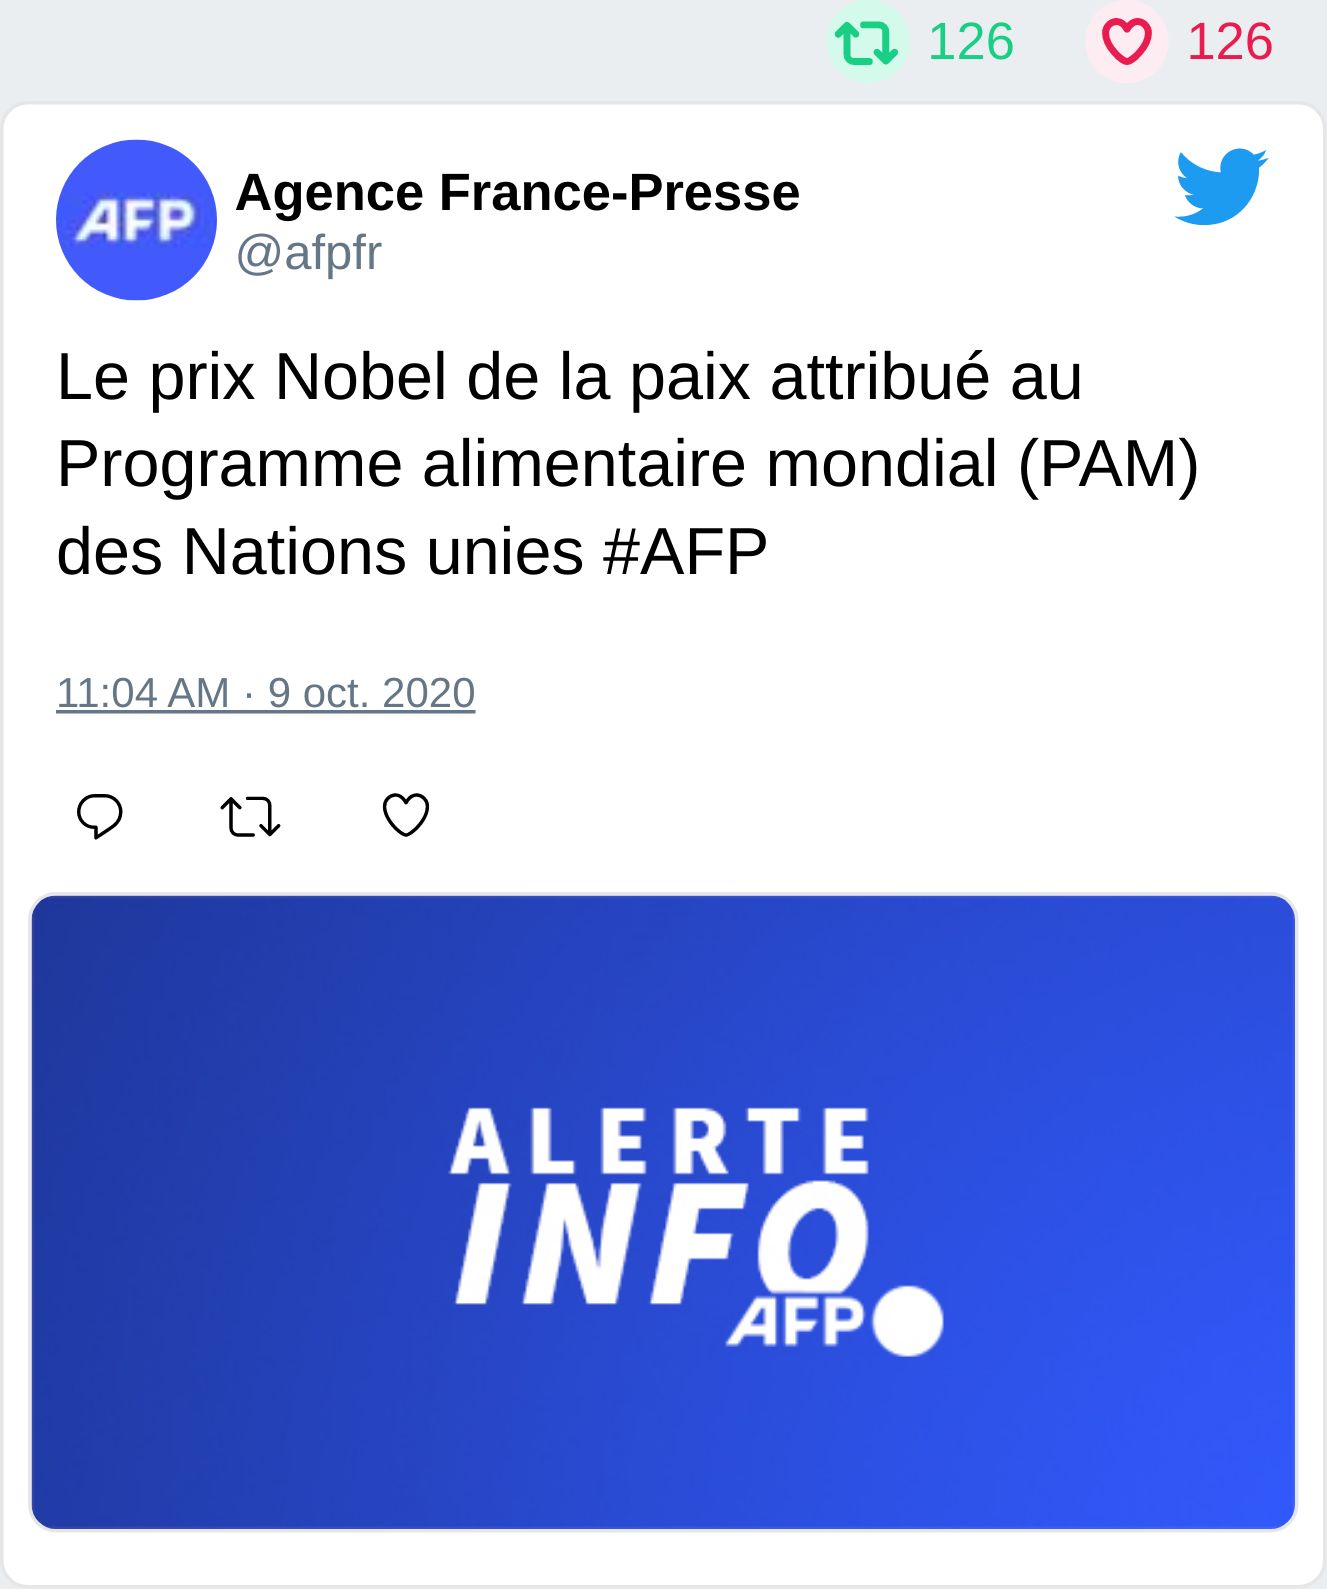 126 126
AFP
Agence France-Presse
@afpfr
Le prix Nobel de la paix attribué au
Programme alimentaire mondial (PAM)
des Nations unies #AFP
11:04 AM · 9 oct. 2020
ALERTE
INFO
AFP